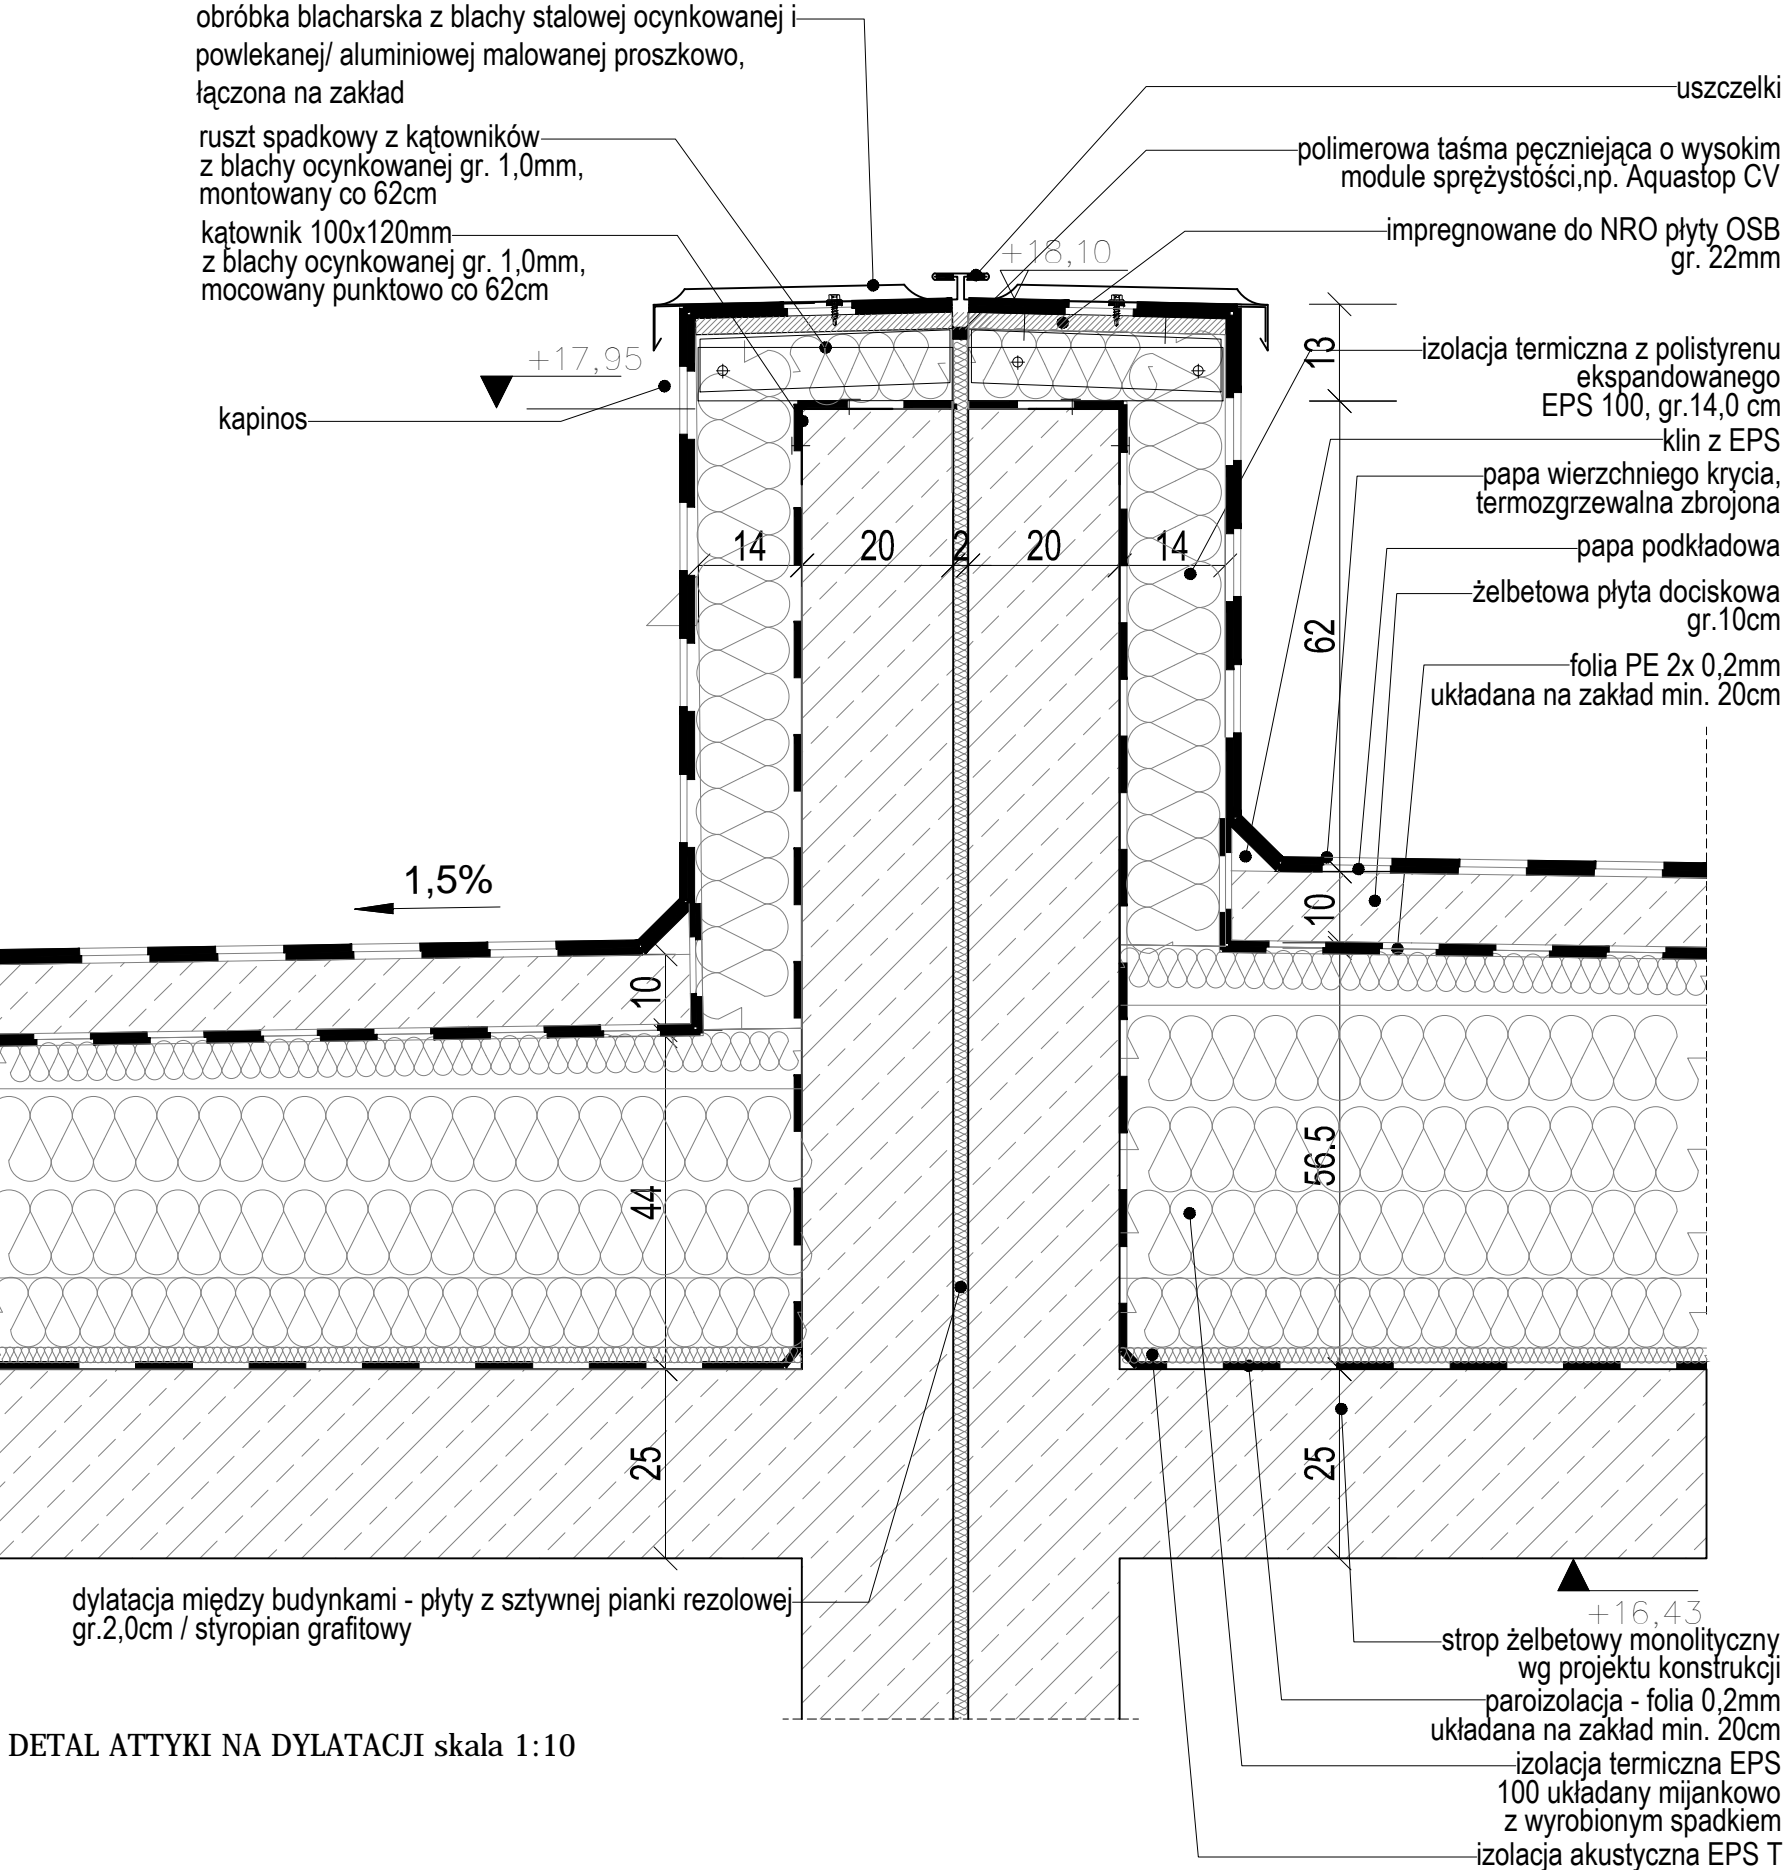 obróbka blacharska z blachy stalowej ocynkowanej i
powlekanej/ aluminiowej malowanej proszkowo,
łączona na zakład
ruszt spadkowy z kątowników
z blachy ocynkowanej gr. 1,0mm,
montowany co 62cm
kątownik 100x120mm
z blachy ocynkowanej gr. 1,0mm,
mocowany punktowo co 62cm
+17,95
kapinos
uszczelki
polimerowa taśma pęczniejąca o wysokim
module sprężystości,np. Aquastop CV
impregnowane do NRO płyty OSB
gr. 22mm
+18,10
13
izolacja termiczna z polistyrenu
ekspandowanego
EPS 100, gr.14,0 cm
klin z EPS
papa wierzchniego krycia,
termozgrzewalna zbrojona
papa podkładowa
żelbetowa płyta dociskowa
gr.10cm
folia PE 2x 0,2mm
układana na zakład min. 20cm
14
20
2
20
14
62
1,5%
10
10
44
56.5
25
25
dylatacja między budynkami - płyty z sztywnej pianki rezolowej
gr.2,0cm / styropian grafitowy
+16,43
strop żelbetowy monolityczny
wg projektu konstrukcji
paroizolacja - folia 0,2mm
układana na zakład min. 20cm
izolacja termiczna EPS
100 układany mijankowo
z wyrobionym spadkiem
izolacja akustyczna EPS T
DETAL ATTYKI NA DYLATACJI skala 1:10